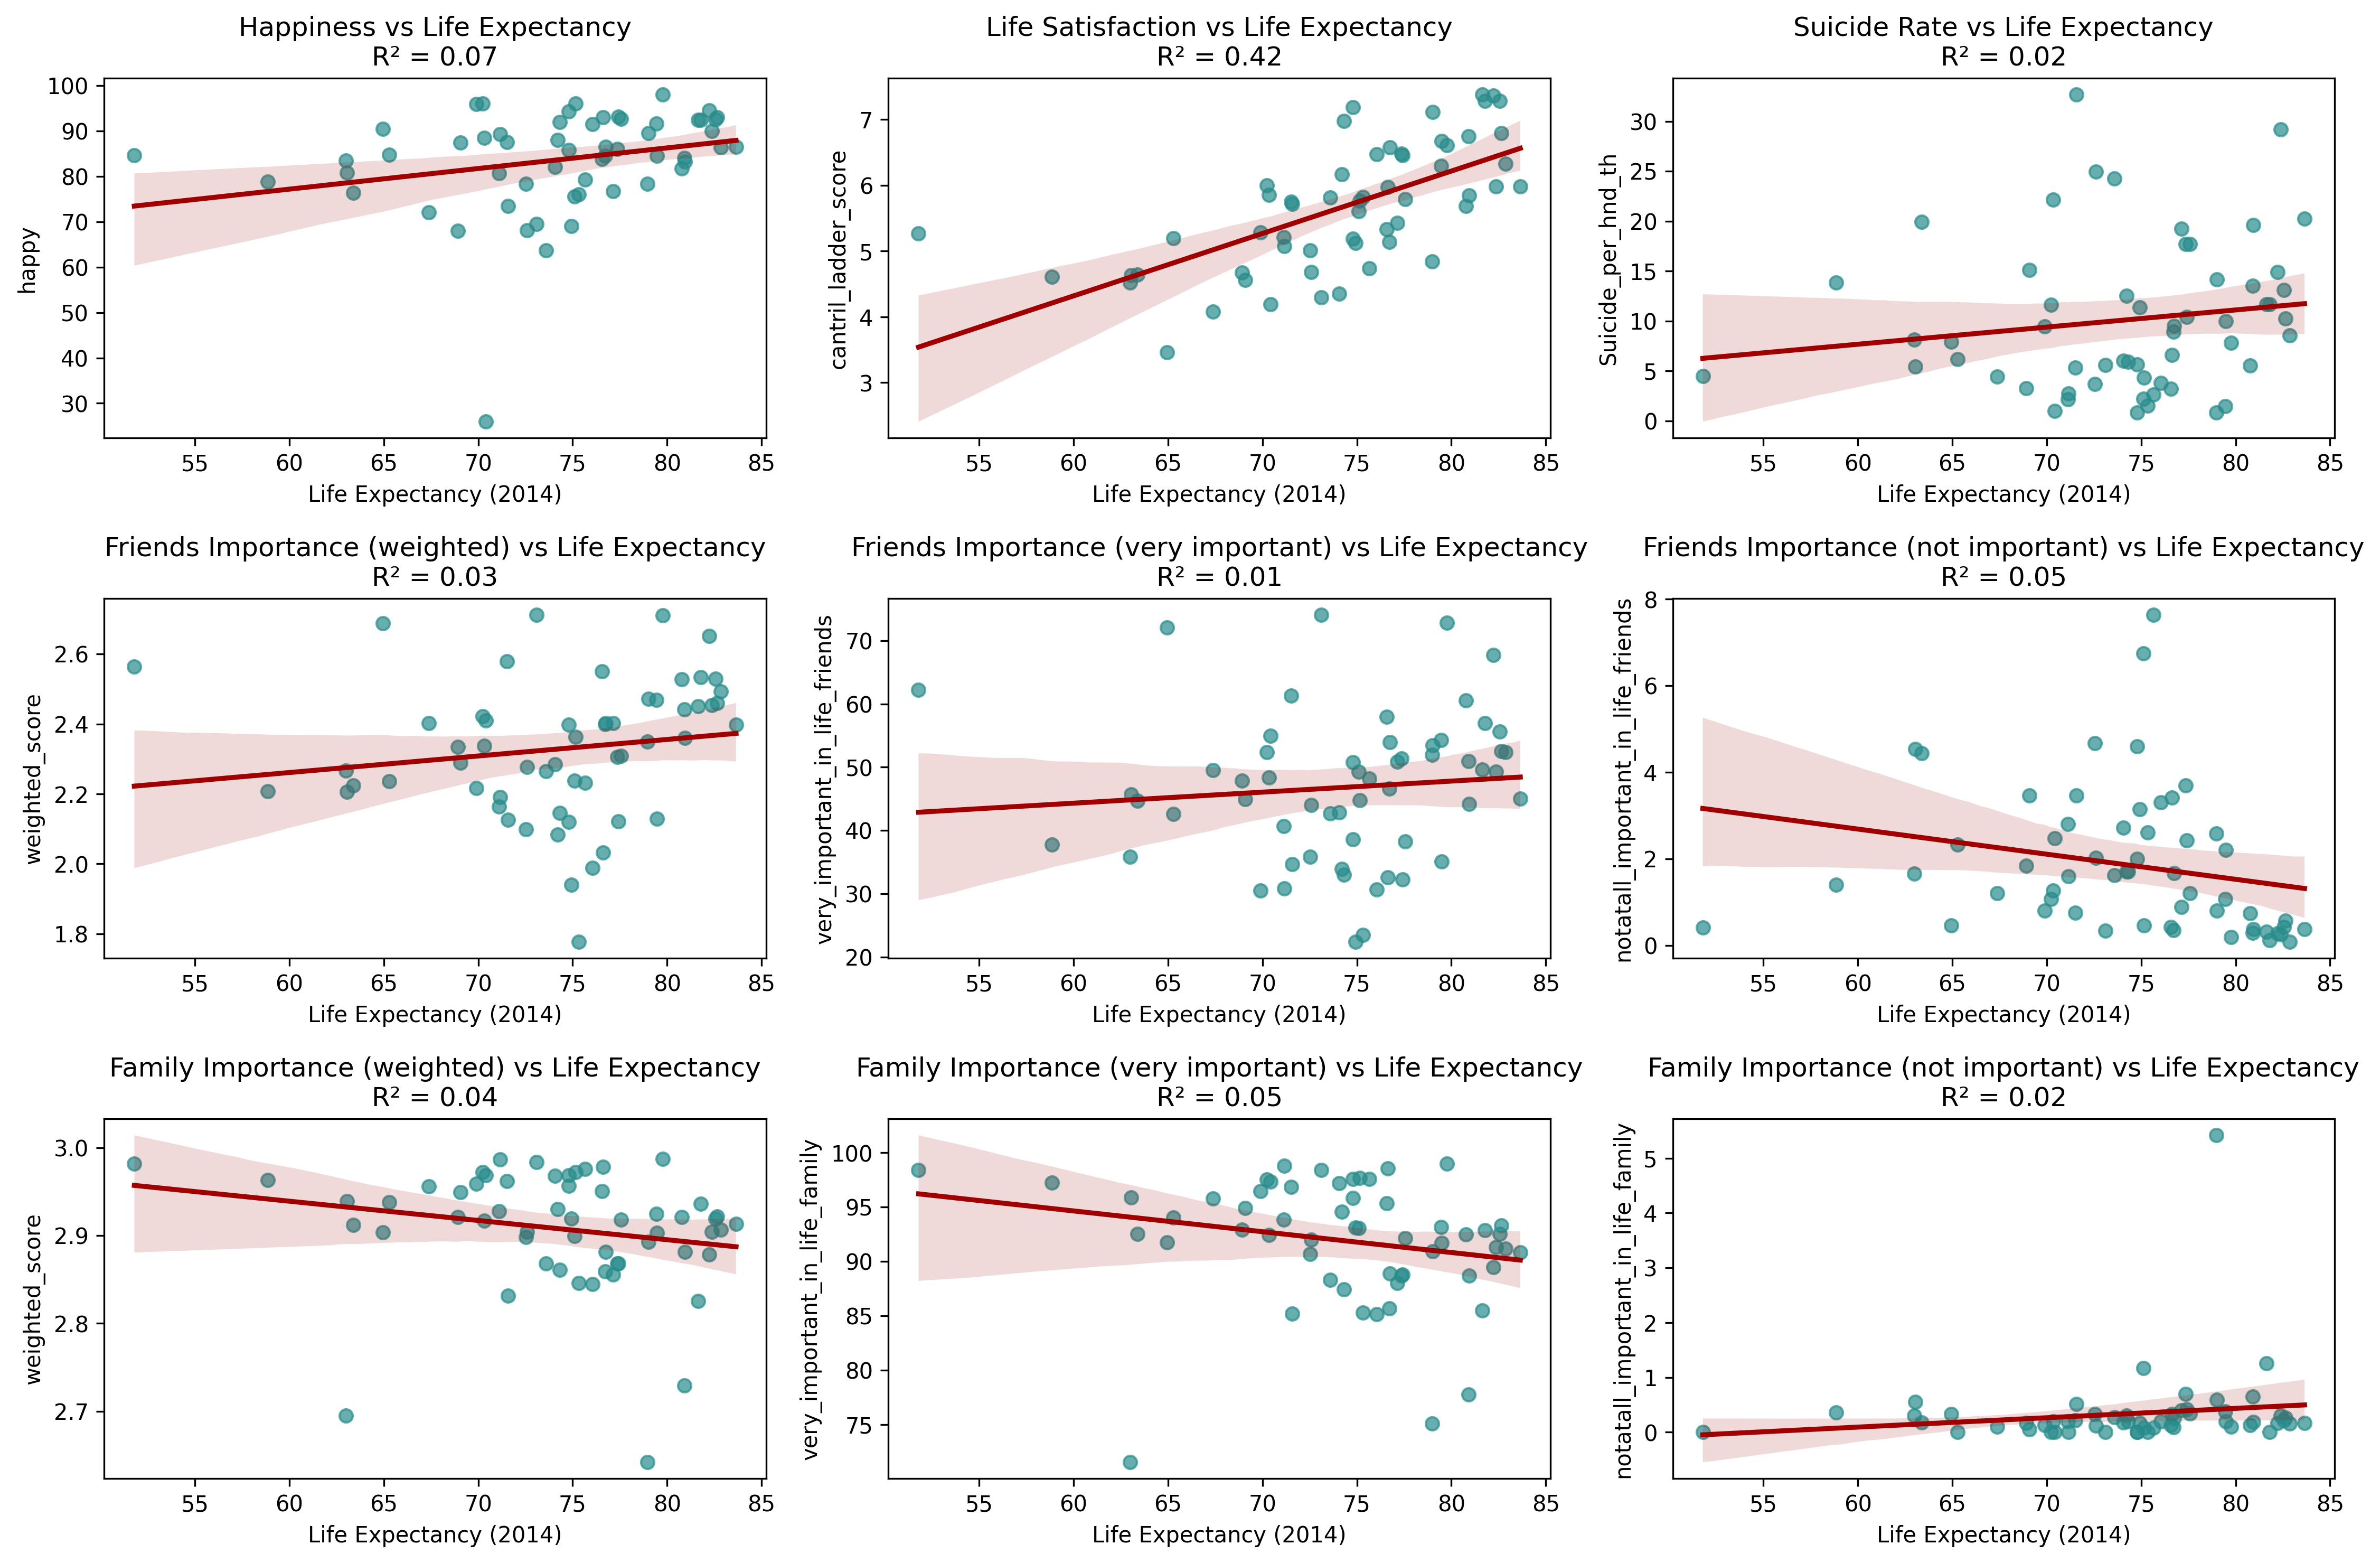 Happiness vs Life Expectancy
R² = 0.07
happy
100
90
80
70
60
50
40
30
55 60 65 70 75 80 85
Life Expectancy (2014)
Life Satisfaction vs Life Expectancy
R² = 0.42
cantril_ladder_score
7
6
5
4
3
55 60 65 70 75 80 85
Life Expectancy (2014)
Suicide Rate vs Life Expectancy
R² = 0.02
Suicide_per_hnd_th
30
25
20
15
10
5
0
55 60 65 70 75 80 85
Life Expectancy (2014)
Friends Importance (weighted) vs Life Expectancy
R² = 0.03
weighted_score
2.6
2.4
2.2
2.0
1.8
55 60 65 70 75 80 85
Life Expectancy (2014)
Friends Importance (very important) vs Life Expectancy
R² = 0.01
very_important_in_life_friends
70
60
50
40
30
20
55 60 65 70 75 80 85
Life Expectancy (2014)
Friends Importance (not important) vs Life Expectancy
R² = 0.05
notatall_important_in_life_friends
8
6
4
2
0
55 60 65 70 75 80 85
Life Expectancy (2014)
Family Importance (weighted) vs Life Expectancy
R² = 0.04
weighted_score
3.0
2.9
2.8
2.7
55 60 65 70 75 80 85
Life Expectancy (2014)
Family Importance (very important) vs Life Expectancy
R² = 0.05
very_important_in_life_family
100
95
90
85
80
75
55 60 65 70 75 80 85
Life Expectancy (2014)
Family Importance (not important) vs Life Expectancy
R² = 0.02
notatall_important_in_life_family
5
4
3
2
1
0
55 60 65 70 75 80 85
Life Expectancy (2014)